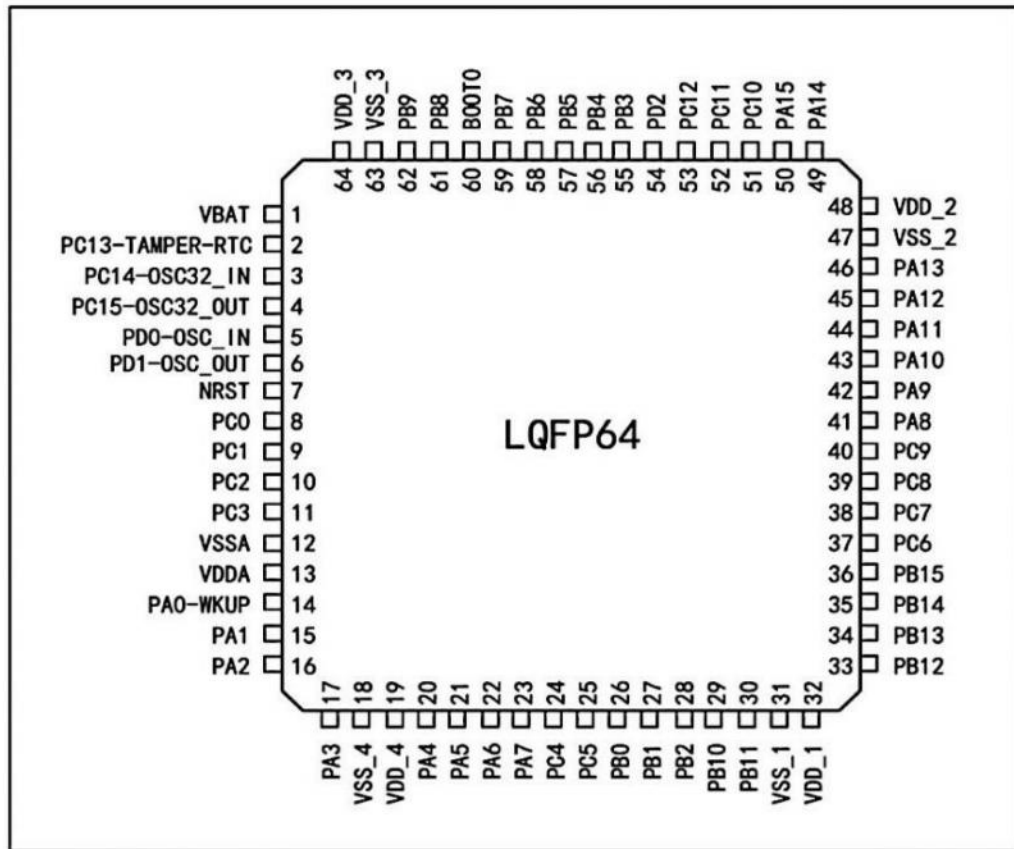 VDD_3 VSS_3 PB9 PB8 BOOT0 PB7 PB6 PB5 PB4 PB3 PD2 PC12 PC11 PC10 PA15 PA14
64 63 62 61 60 59 58 57 56 55 54 53 52 51 50 49
VBAT 1 48 VDD_2
PC13-TAMPER-RTC 2 47 VSS_2
PC14-OSC32_IN 3 46 PA13
PC15-OSC32_OUT 4 45 PA12
PD0-OSC_IN 5 44 PA11
PD1-OSC_OUT 6 43 PA10
NRST 7 42 PA9
PC0 8 41 PA8
LQFP64
PC1 9 40 PC9
PC2 10 39 PC8
PC3 11 38 PC7
VSSA 12 37 PC6
VDDA 13 36 PB15
PA0-WKUP 14 35 PB14
PA1 15 34 PB13
PA2 16 33 PB12
17 18 19 20 21 22 23 24 25 26 27 28 29 30 31 32
PA3 VSS_4 VDD_4 PA4 PA5 PA6 PA7 PC4 PC5 PB0 PB1 PB2 PB10 PB11 VSS_1 VDD_1